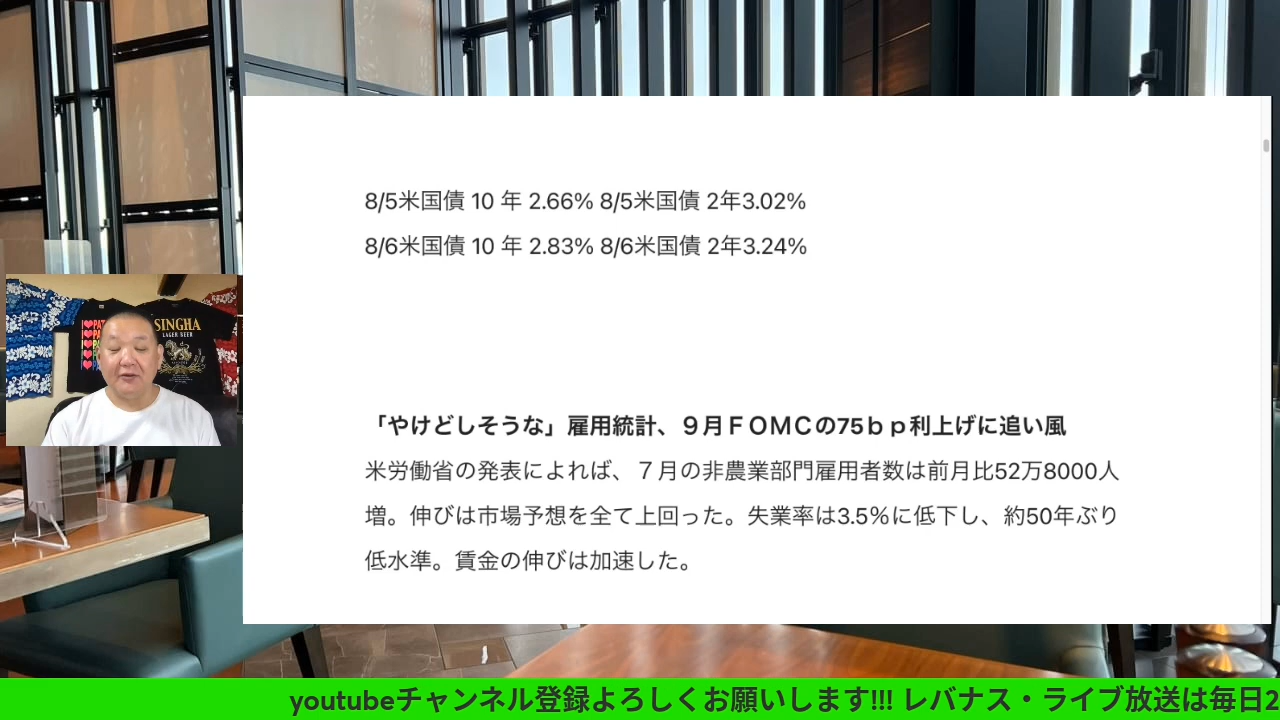 8/5米国債 10 年 2.66% 8/5米国債 2年3.02%
8/6米国債 10 年 2.83% 8/6米国債 2年3.24%
「やけどしそうな」雇用統計、９月ＦＯＭＣの75ｂｐ利上げに追い風
米労働省の発表によれば、７月の非農業部門雇用者数は前月比52万8000人
増。伸びは市場予想を全て上回った。失業率は3.5％に低下し、約50年ぶり
低水準。賃金の伸びは加速した。
SINGHA
LAGER BEER
youtubeチャンネル登録よろしくお願いします!!! レバナス・ライブ放送は毎日2